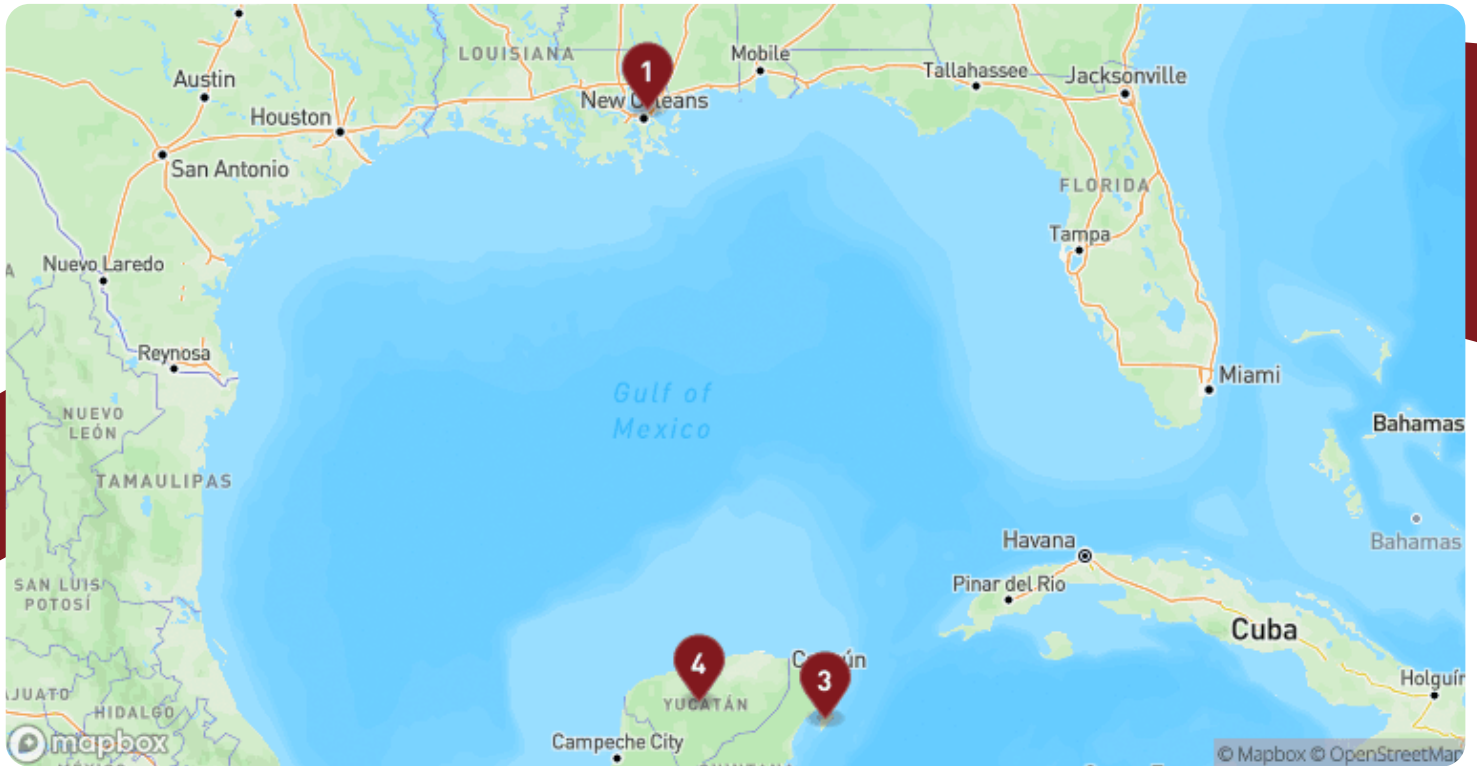 LOUISIANA
Mobile
Austin
1
Tallahassee
Jacksonville
New Orleans
Houston
San Antonio
FLORIDA
Tampa
Nuevo Laredo
A
Reynosa
Miami
Gulf of
Mexico
NUEVO
LEÓN
Bahamas
TAMAULIPAS
Havana
Bahamas
SAN LUIS
POTOSÍ
Pinar del Rio
Cuba
4
3
YUCATÁN
Holguín
AJUATO
HIDALGO
Campeche City
mapbox
© Mapbox © OpenStreetMap